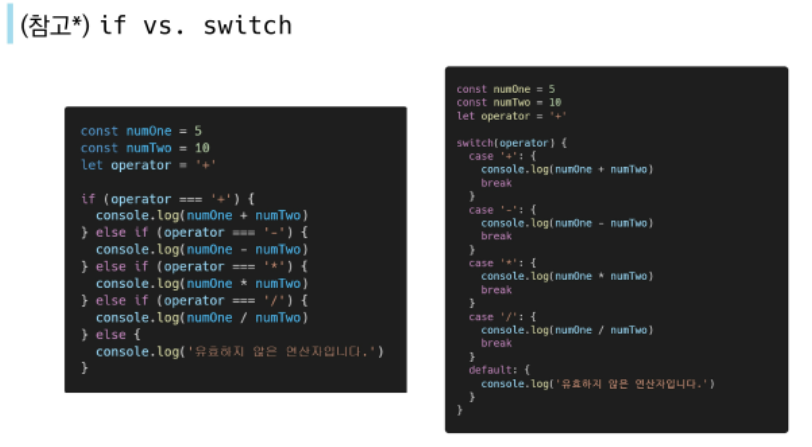 (참고*) if vs. switch
const numOne = 5
const numTwo = 10
let operator = '+'
if (operator === '+') {
  console.log(numOne + numTwo)
} else if (operator === '-') {
  console.log(numOne - numTwo)
} else if (operator === '*') {
  console.log(numOne * numTwo)
} else if (operator === '/') {
  console.log(numOne / numTwo)
} else {
  console.log('유효하지 않은 연산자입니다.')
}
const numOne = 5
const numTwo = 10
let operator = '+'
switch(operator) {
  case '+': {
    console.log(numOne + numTwo)
    break
  }
  case '-': {
    console.log(numOne - numTwo)
    break
  }
  case '*': {
    console.log(numOne * numTwo)
    break
  }
  case '/': {
    console.log(numOne / numTwo)
    break
  }
  default: {
    console.log('유효하지 않은 연산자입니다.')
  }
}